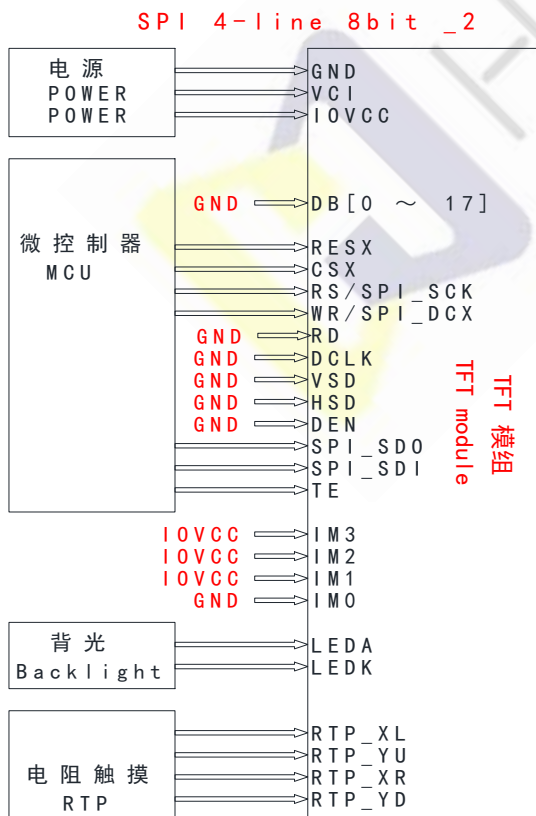 SPI 4-line 8bit _2
电源
POWER
POWER
GND
VCI
IOVCC
微控制器
MCU
GND DB[0 ～ 17]
RESX
CSX
RS/SPI_SCK
WR/SPI_DCX
GND RD
GND DCLK
GND VSD
GND HSD
GND DEN
SPI_SDO
SPI_SDI
TE
TFT 模组
TFT module
IOVCC IM3
IOVCC IM2
IOVCC IM1
GND IM0
背光
Backlight
LEDA
LEDK
电阻触摸
RTP
RTP_XL
RTP_YU
RTP_XR
RTP_YD